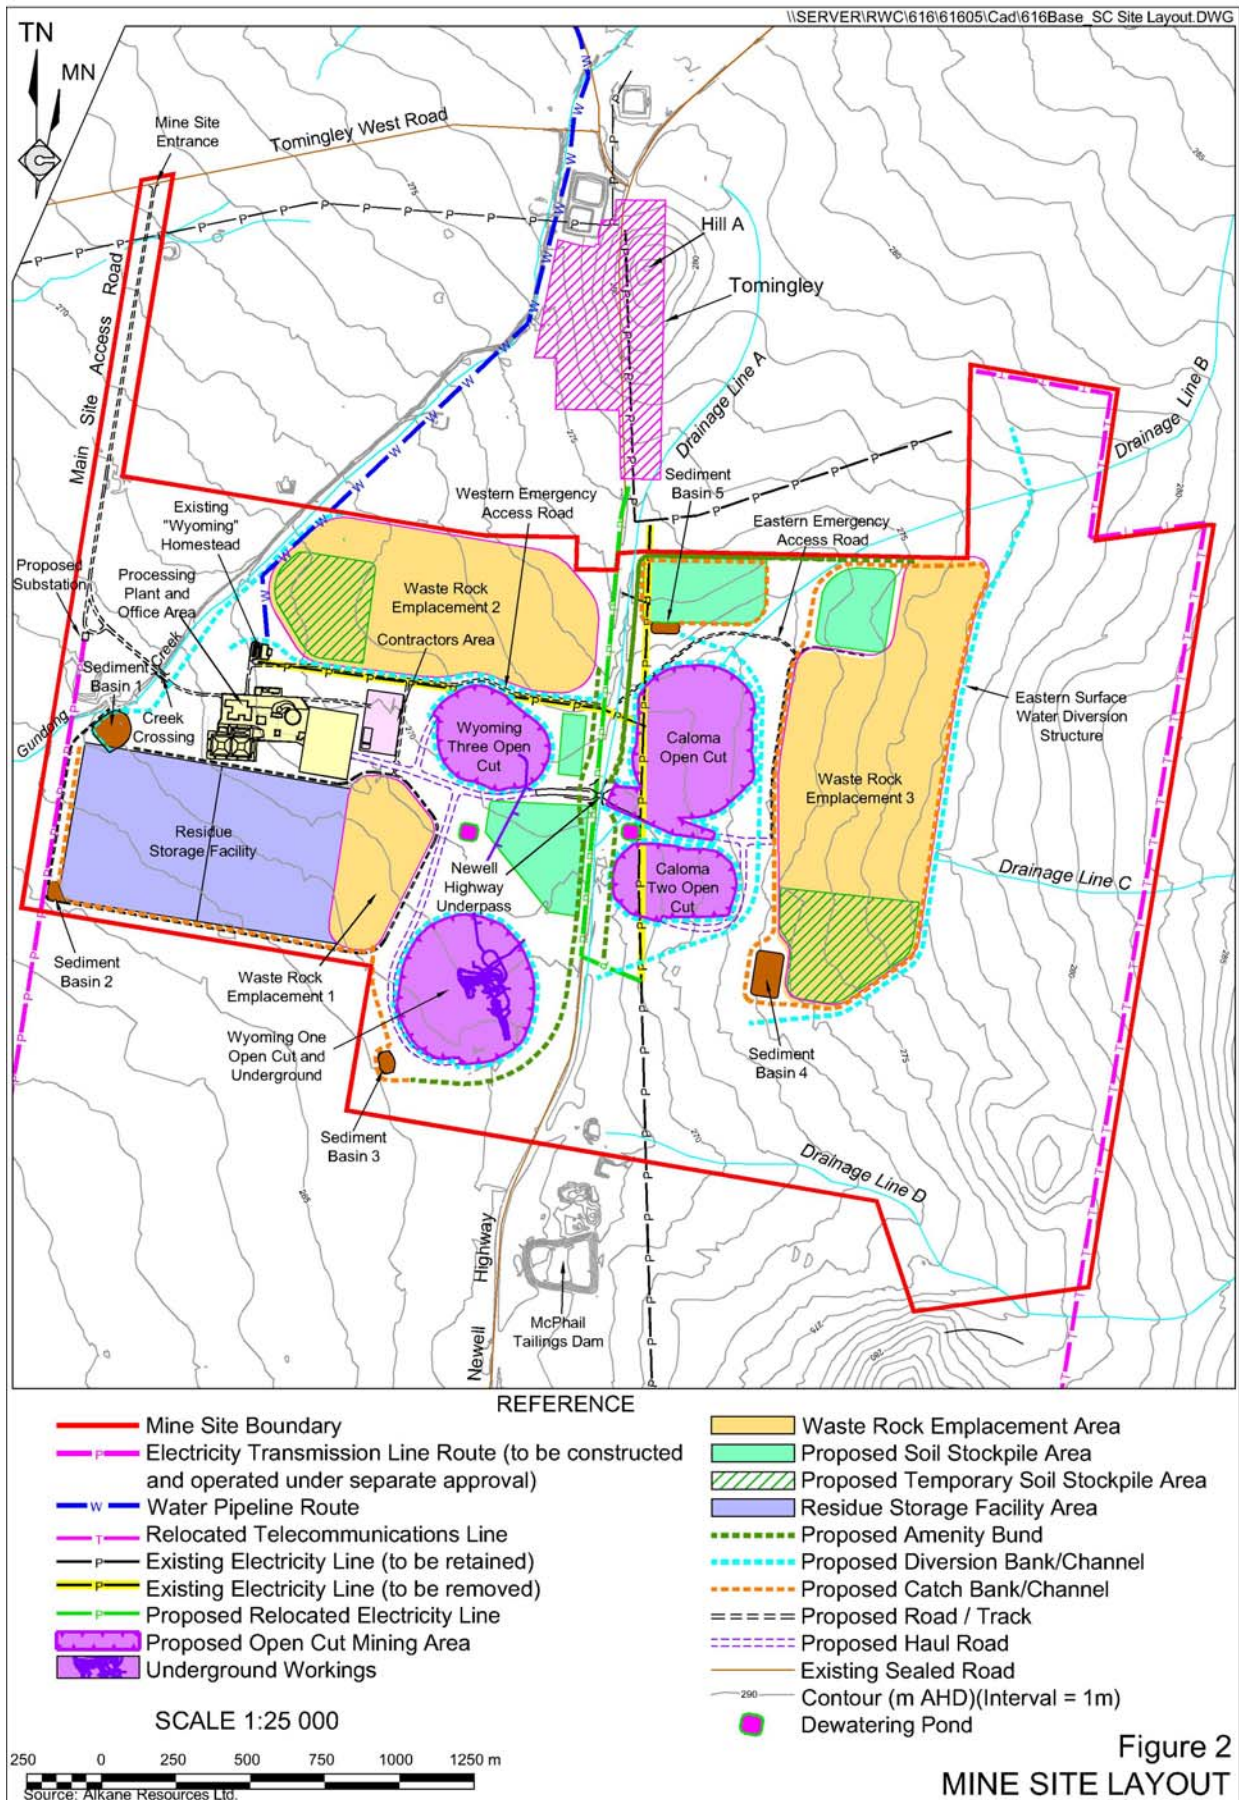 \\SERVER\RWC\616\61605\Cad\616Base_SC Site Layout.DWG
TN
MN
Mine Site
Entrance
Tomingley West Road
Hill A
Tomingley
Main Site Access Road
Drainage Line A
Drainage Line B
Sediment
Basin 5
Western Emergency
Access Road
Existing
"Wyoming"
Homestead
Eastern Emergency
Access Road
Proposed
Substation
Processing
Plant and
Office Area
Waste Rock
Emplacement 2
Contractors Area
Sediment
Basin 1
Gundong Creek
Creek
Crossing
Wyoming
Three Open
Cut
Caloma
Open Cut
Eastern Surface
Water Diversion
Structure
Waste Rock
Emplacement 3
Residue
Storage Facility
Newell
Highway
Underpass
Caloma
Two Open
Cut
Drainage Line C
Sediment
Basin 2
Waste Rock
Emplacement 1
Wyoming One
Open Cut and
Underground
Sediment
Basin 4
Sediment
Basin 3
Drainage Line D
Newell Highway
McPhail
Tailings Dam
REFERENCE
Mine Site Boundary
P Electricity Transmission Line Route (to be constructed
and operated under separate approval)
W Water Pipeline Route
T Relocated Telecommunications Line
P Existing Electricity Line (to be retained)
P Existing Electricity Line (to be removed)
P Proposed Relocated Electricity Line
Proposed Open Cut Mining Area
Underground Workings
Waste Rock Emplacement Area
Proposed Soil Stockpile Area
Proposed Temporary Soil Stockpile Area
Residue Storage Facility Area
Proposed Amenity Bund
Proposed Diversion Bank/Channel
Proposed Catch Bank/Channel
Proposed Road / Track
Proposed Haul Road
Existing Sealed Road
290 Contour (m AHD)(Interval = 1m)
Dewatering Pond
SCALE 1:25 000
250 0 250 500 750 1000 1250 m
Source: Alkane Resources Ltd.
Figure 2
MINE SITE LAYOUT